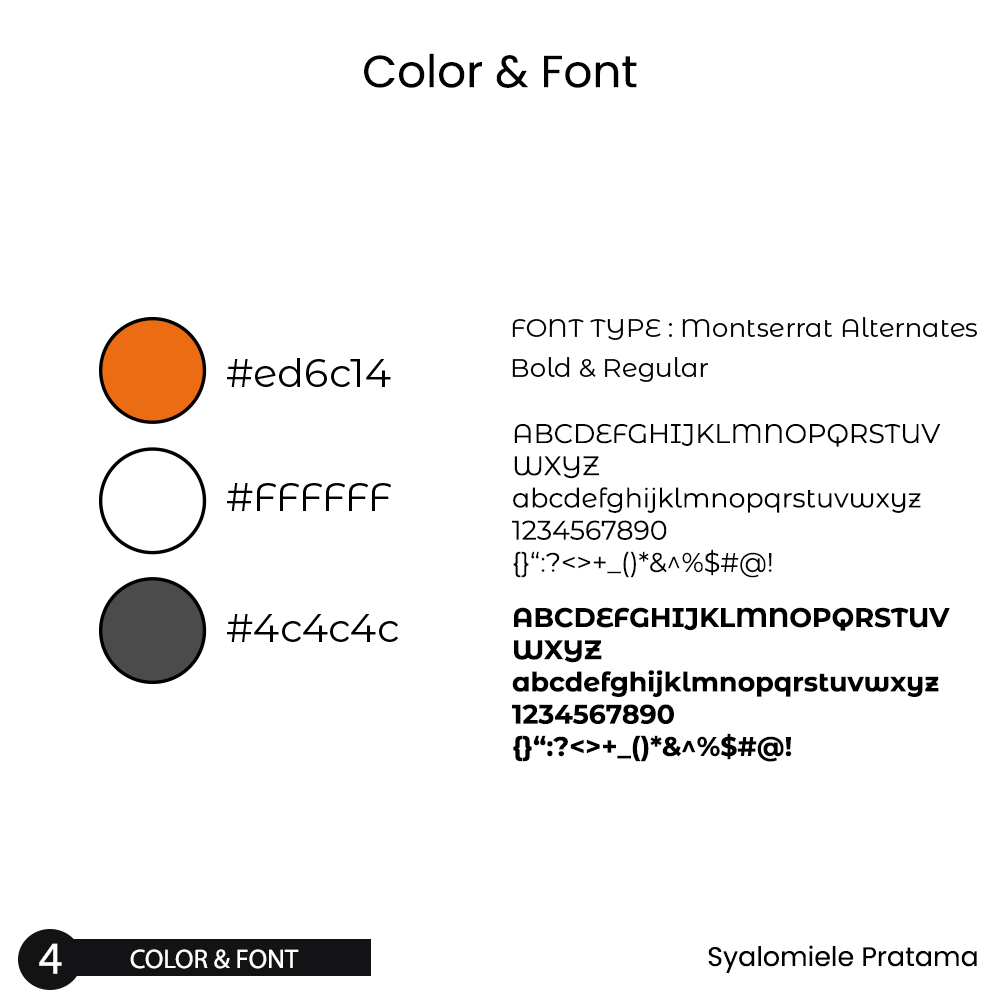 Color & Font
#ed6c14
#FFFFFF
#4c4c4c
FONT TYPE : Montserrat Alternates
Bold & Regular
ABCDEFGHIJKLMNOPQRSTUV
WXYZ
abcdefghijklmnopqrstuvwxyz
1234567890
{}“:?<>+_()*&^%$#@!
ABCDEFGHIJKLMNOPQRSTUV
WXYZ
abcdefghijklmnopqrstuvwxyz
1234567890
{}“:?<>+_()*&^%$#@!
4 COLOR & FONT
Syalomiele Pratama